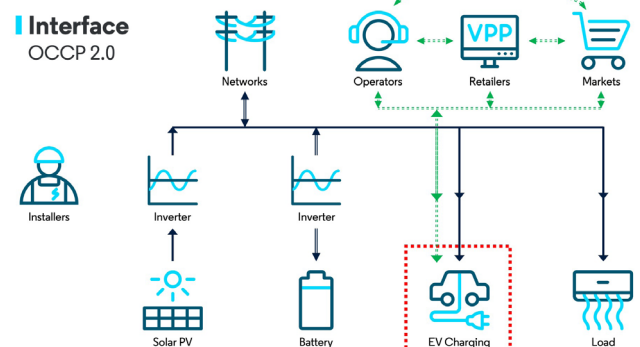 Interface
OCCP 2.0
VPP
Networks
Operators
Retailers
Markets
Installers
Inverter
Inverter
Solar PV
Battery
EV Charging
Load